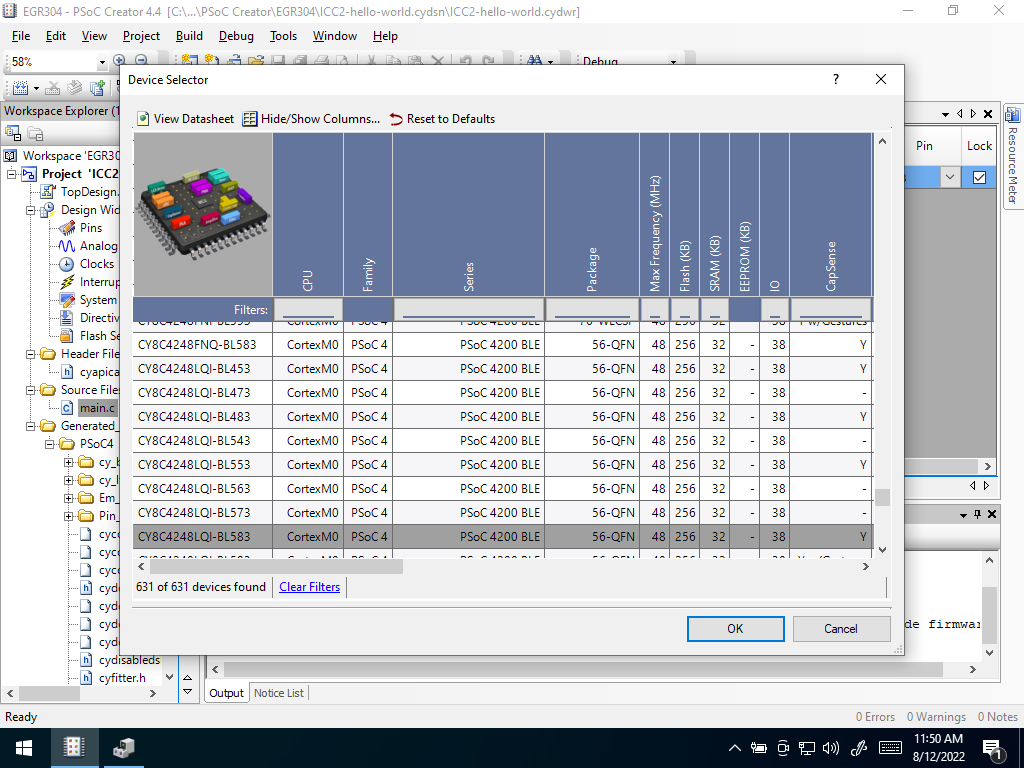 EGR304 - PSoC Creator 4.4 [C:\...\PSoC Creator\EGR304\ICC2-hello-world.cydsn\ICC2-hello-world.cydwr]
File Edit View Project Build Debug Tools Window Help
58%
Debug
Device Selector
?
Workspace Explorer (1
View Datasheet Hide/Show Columns... Reset to Defaults
Pin Lock
Resource Meter
Workspace 'EGR30
Project 'ICC2
TopDesign.
Design Wid
Pins
Analog
Clocks
Interrup
System
Directiv
Flash Se
Header File
cyapica
Source Files
main.c
Generated_
PSoC4
cy_b
cy_l
Em_
Pin_
cyco
cyco
cyco
cyde
cyde
cyde
cyde
cydisableds
cyfitter.h
CPU Family Series Package Max Frequency (MHz) Flash (KB) SRAM (KB) EEPROM (KB) IO CapSense
Filters:
CY8C4248FNQ-BL583 CortexM0 PSoC 4 PSoC 4200 BLE 56-QFN 48 256 32 - 38 Y
CY8C4248LQI-BL453 CortexM0 PSoC 4 PSoC 4200 BLE 56-QFN 48 256 32 - 38 Y
CY8C4248LQI-BL473 CortexM0 PSoC 4 PSoC 4200 BLE 56-QFN 48 256 32 - 38 -
CY8C4248LQI-BL483 CortexM0 PSoC 4 PSoC 4200 BLE 56-QFN 48 256 32 - 38 Y
CY8C4248LQI-BL543 CortexM0 PSoC 4 PSoC 4200 BLE 56-QFN 48 256 32 - 38 -
CY8C4248LQI-BL553 CortexM0 PSoC 4 PSoC 4200 BLE 56-QFN 48 256 32 - 38 Y
CY8C4248LQI-BL563 CortexM0 PSoC 4 PSoC 4200 BLE 56-QFN 48 256 32 - 38 -
CY8C4248LQI-BL573 CortexM0 PSoC 4 PSoC 4200 BLE 56-QFN 48 256 32 - 38 -
CY8C4248LQI-BL583 CortexM0 PSoC 4 PSoC 4200 BLE 56-QFN 48 256 32 - 38 Y
631 of 631 devices found Clear Filters
OK Cancel
de firmwar
Output Notice List
Ready 0 Errors 0 Warnings 0 Notes
11:50 AM
8/12/2022
1